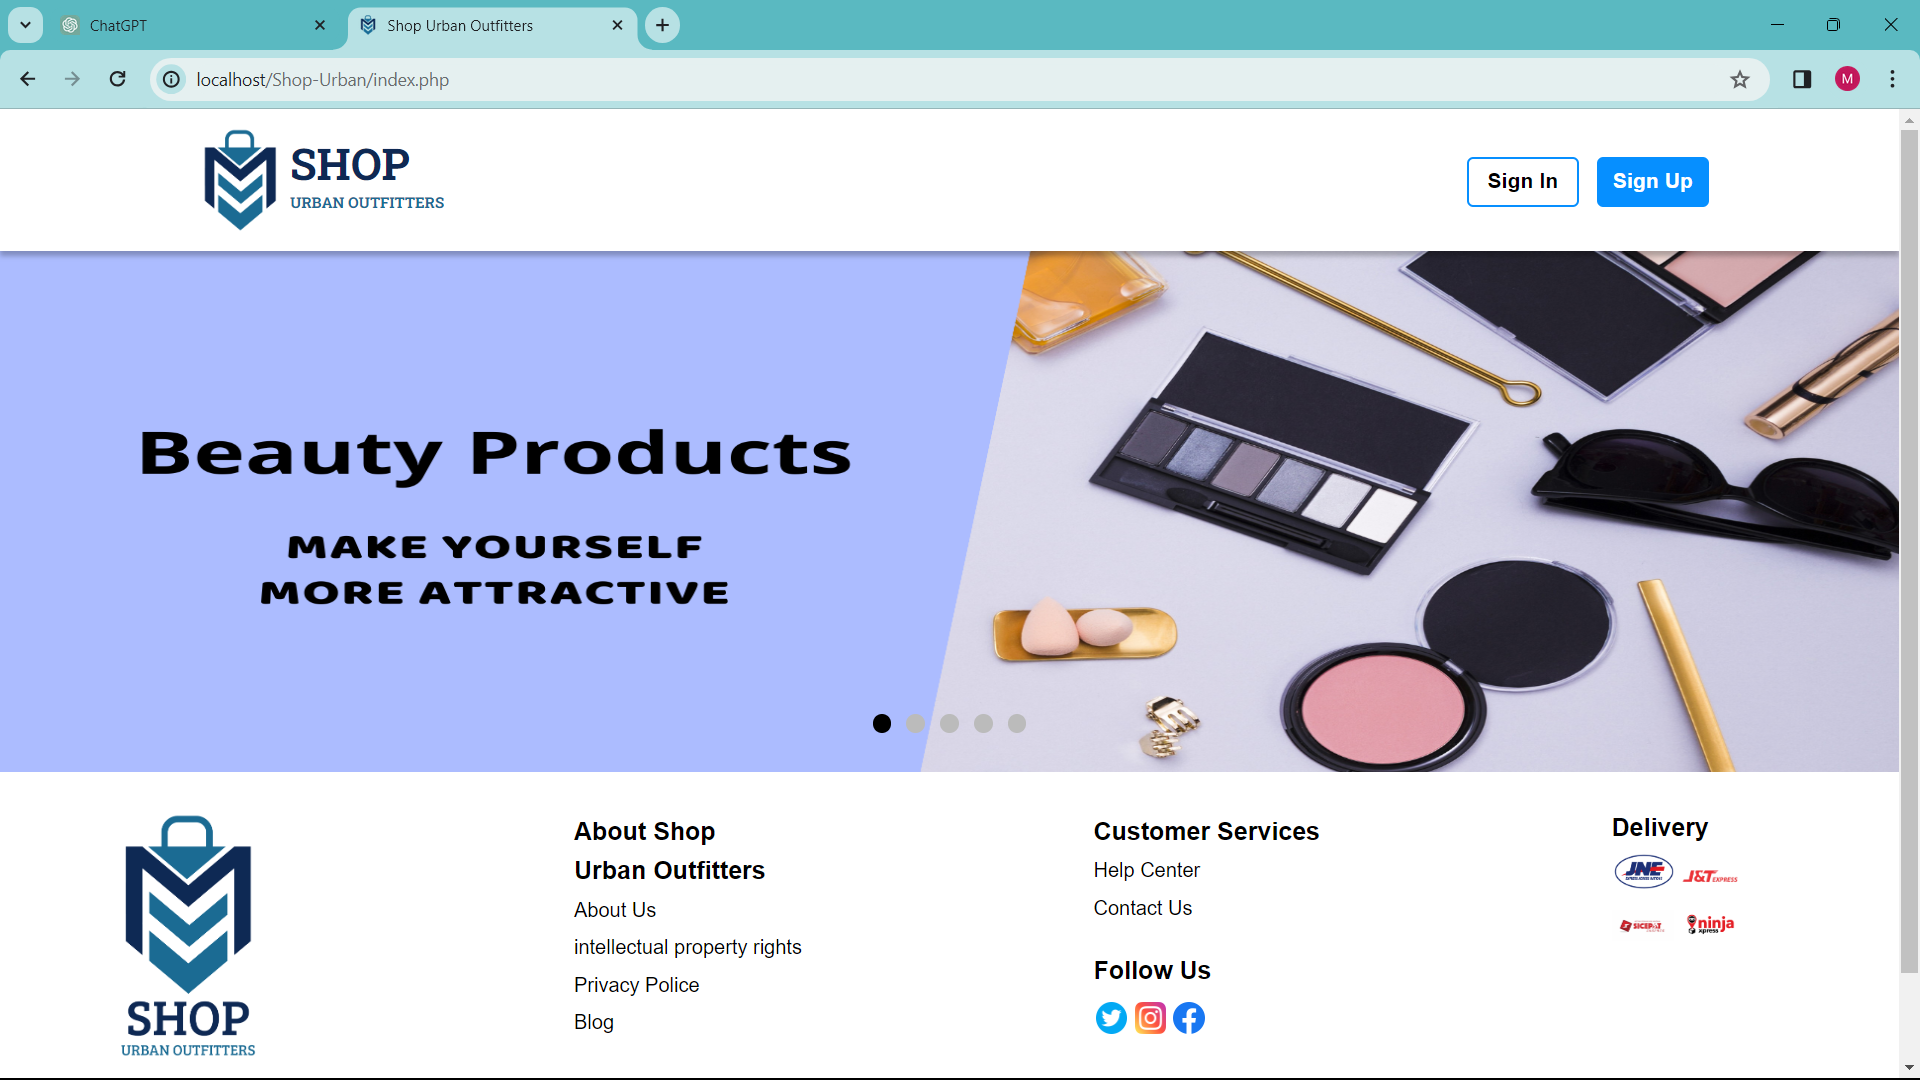 ChatGPT
Shop Urban Outfitters
localhost/Shop-Urban/index.php
M
SHOP
URBAN OUTFITTERS
Sign In
Sign Up
Beauty Products
MAKE YOURSELF
MORE ATTRACTIVE
SHOP
URBAN OUTFITTERS
About Shop
Urban Outfitters
About Us
intellectual property rights
Privacy Police
Blog
Customer Services
Help Center
Contact Us
Follow Us
Delivery
JNE
J&T EXPRESS
SICEPAT
ninja
xpress